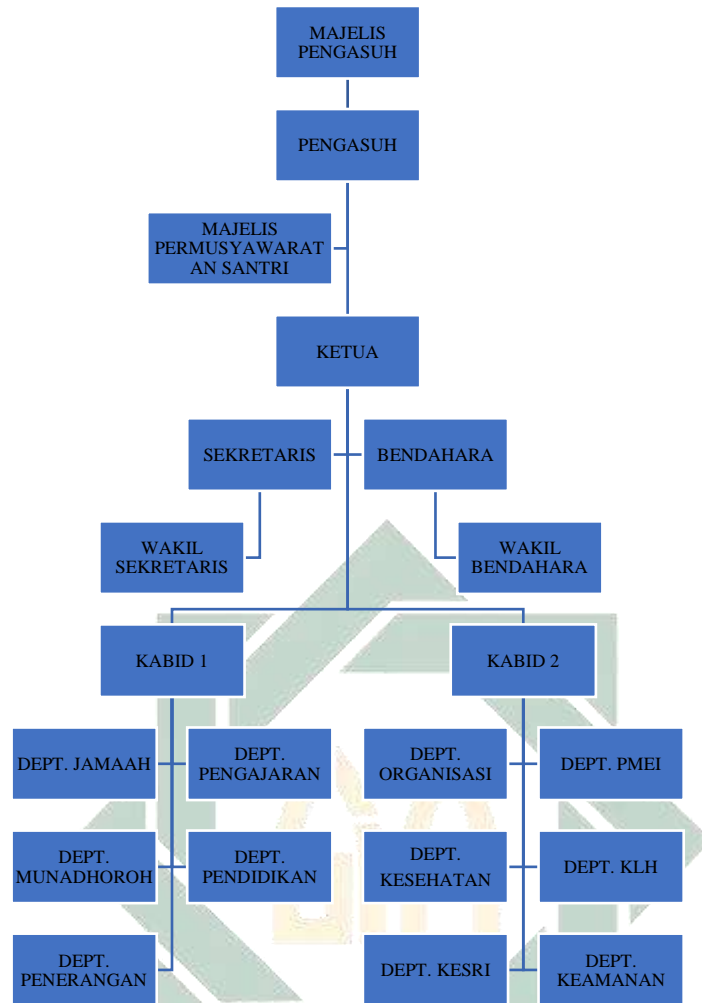 MAJELIS
PENGASUH
PENGASUH
MAJELIS
PERMUSYAWARAT
AN SANTRI
KETUA
SEKRETARIS
BENDAHARA
WAKIL
SEKRETARIS
WAKIL
BENDAHARA
KABID 1
KABID 2
DEPT. JAMAAH
DEPT.
PENGAJARAN
DEPT.
ORGANISASI
DEPT. PMEI
DEPT.
MUNADHOROH
DEPT.
PENDIDIKAN
DEPT.
KESEHATAN
DEPT. KLH
DEPT.
PENERANGAN
DEPT. KESRI
DEPT.
KEAMANAN